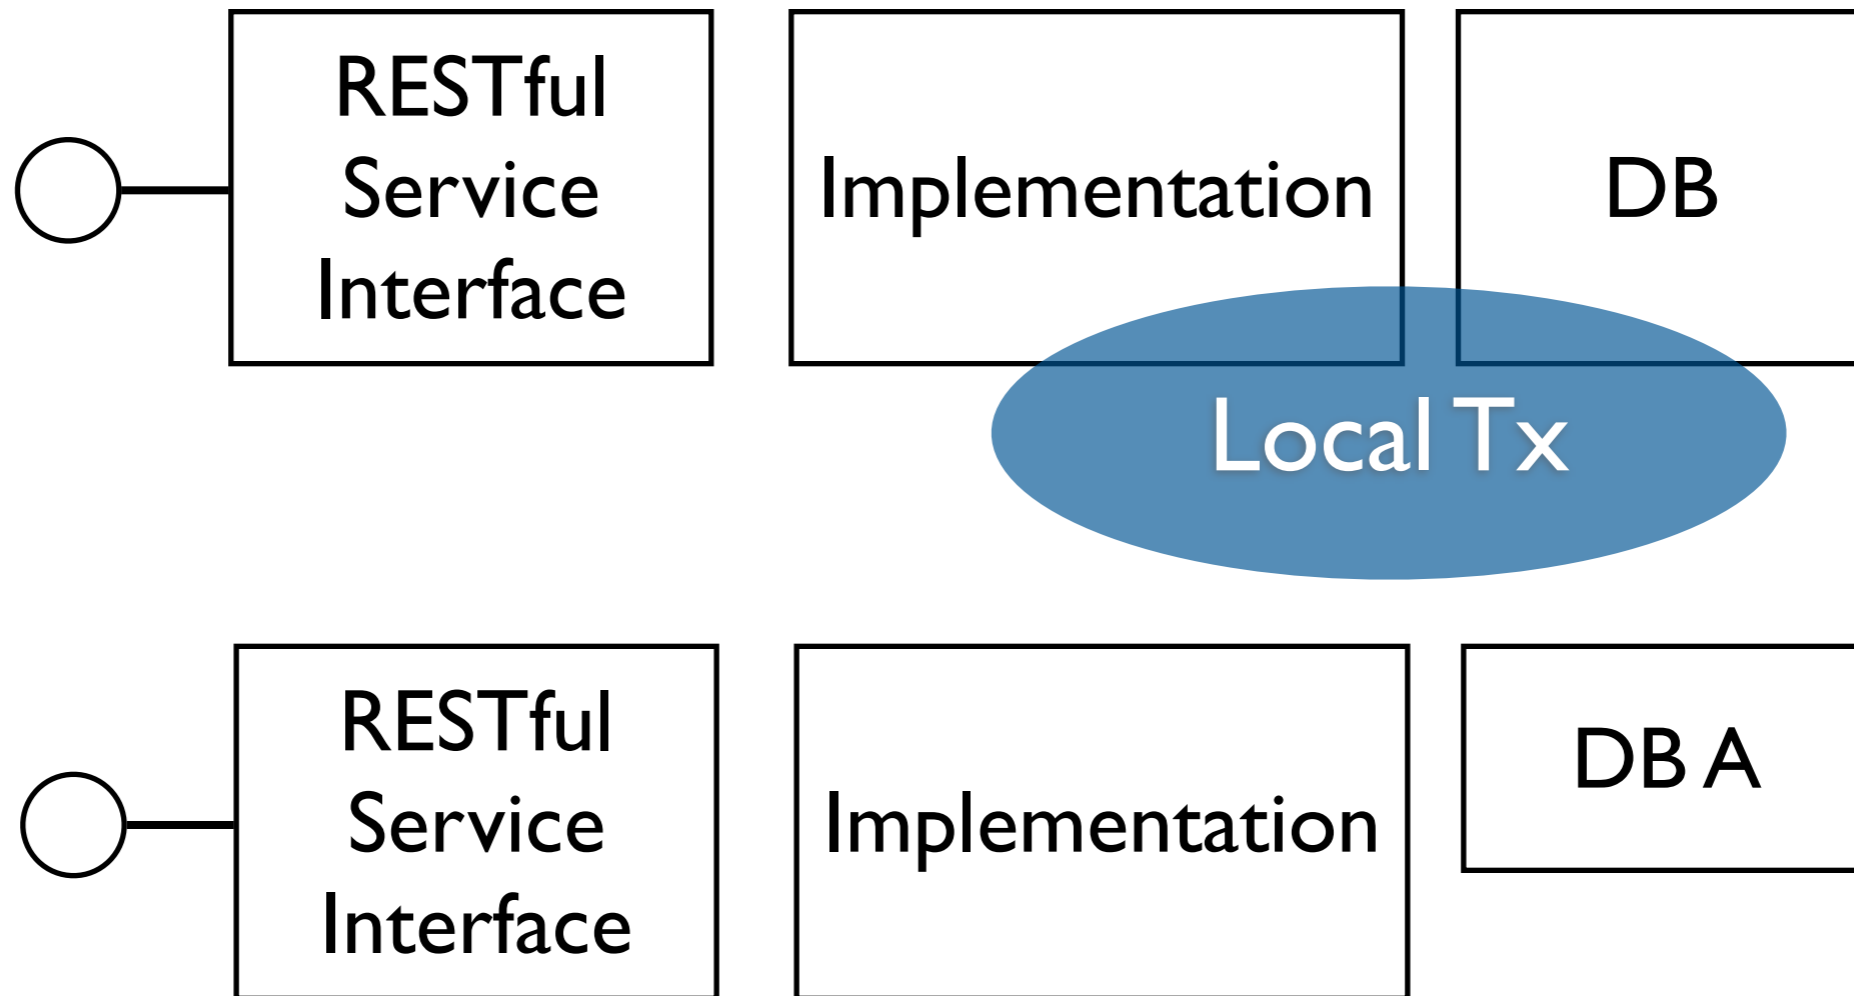 RESTful
Service
Interface
Implementation
DB
Local Tx
RESTful
Service
Interface
Implementation
DB A